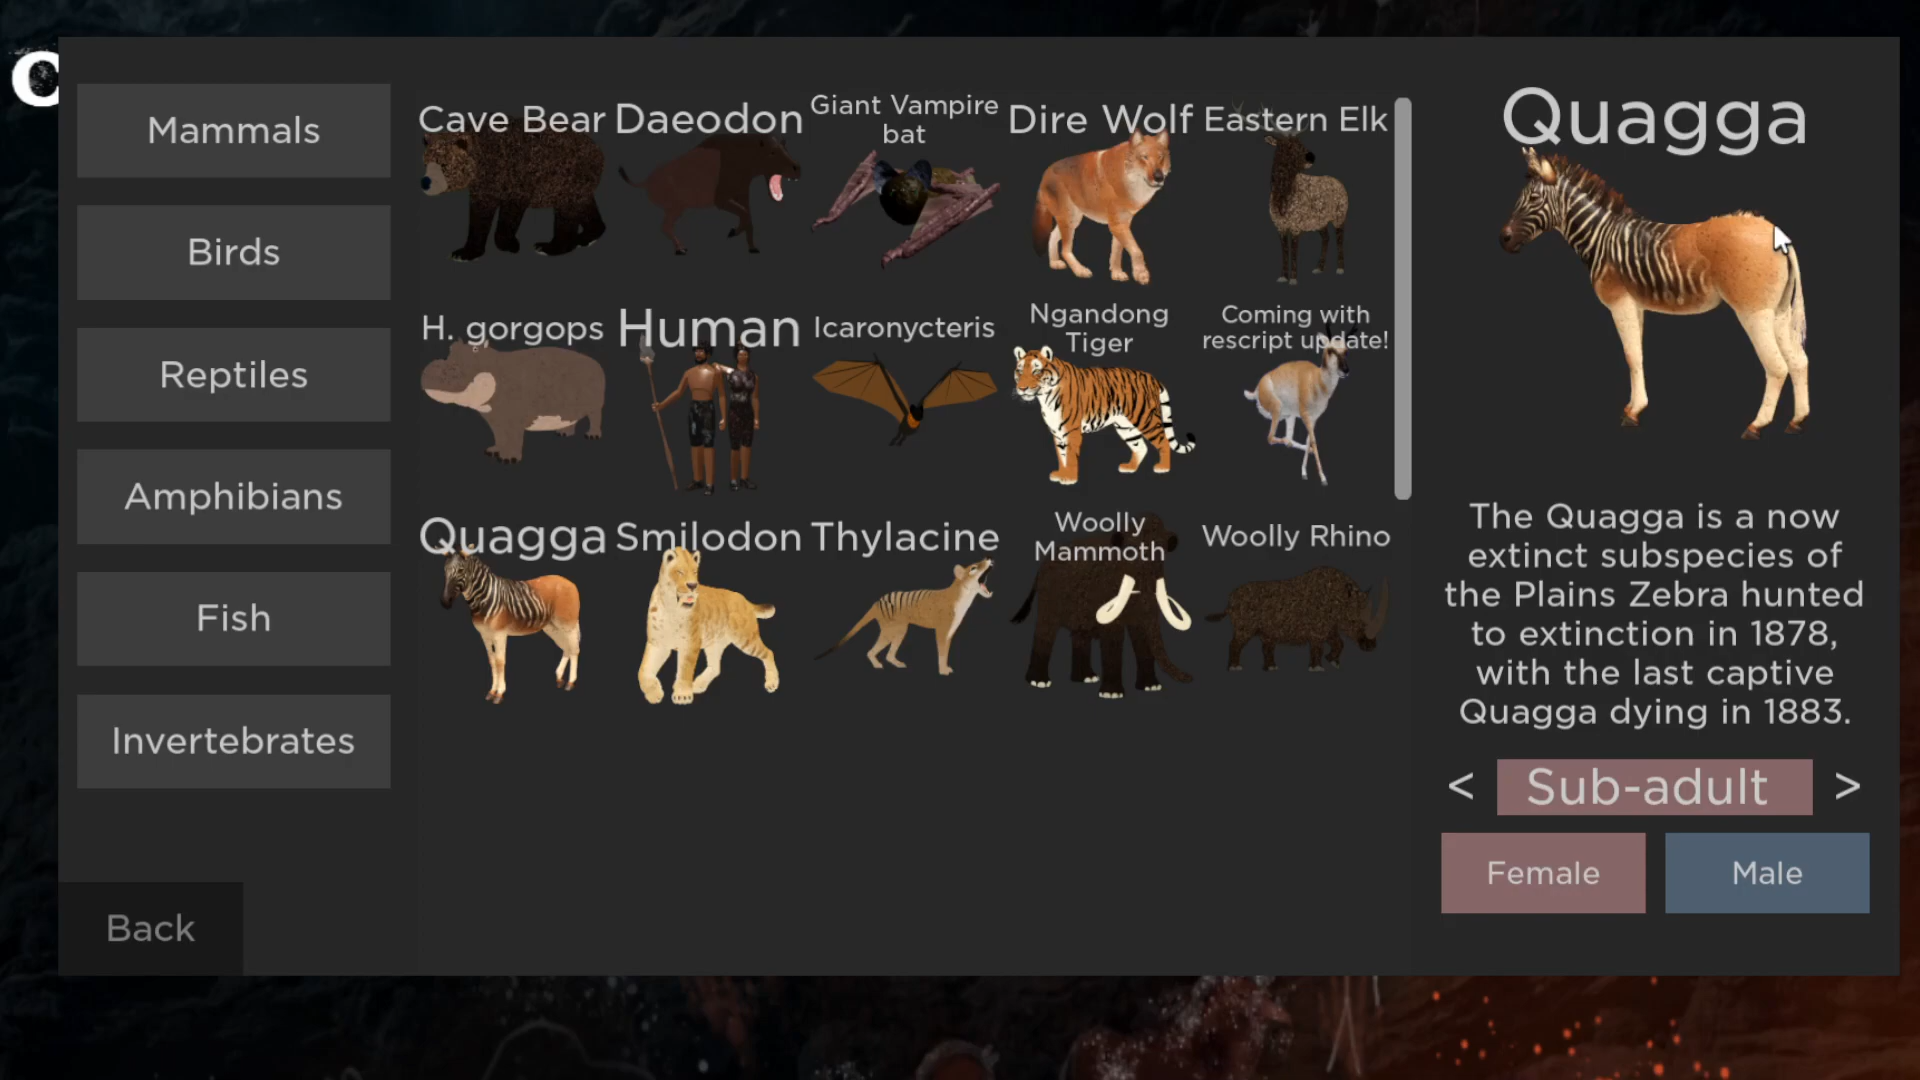 Mammals
Birds
Reptiles
Amphibians
Fish
Invertebrates
Back
Cave Bear
Daeodon
Giant Vampire
bat
Dire Wolf
Eastern Elk
H. gorgops
Human
Icaronycteris
Ngandong
Tiger
Coming with
rescript update!
Quagga
Smilodon
Thylacine
Woolly
Mammoth
Woolly Rhino
Quagga
The Quagga is a now
extinct subspecies of
the Plains Zebra hunted
to extinction in 1878,
with the last captive
Quagga dying in 1883.
< Sub-adult >
Female
Male